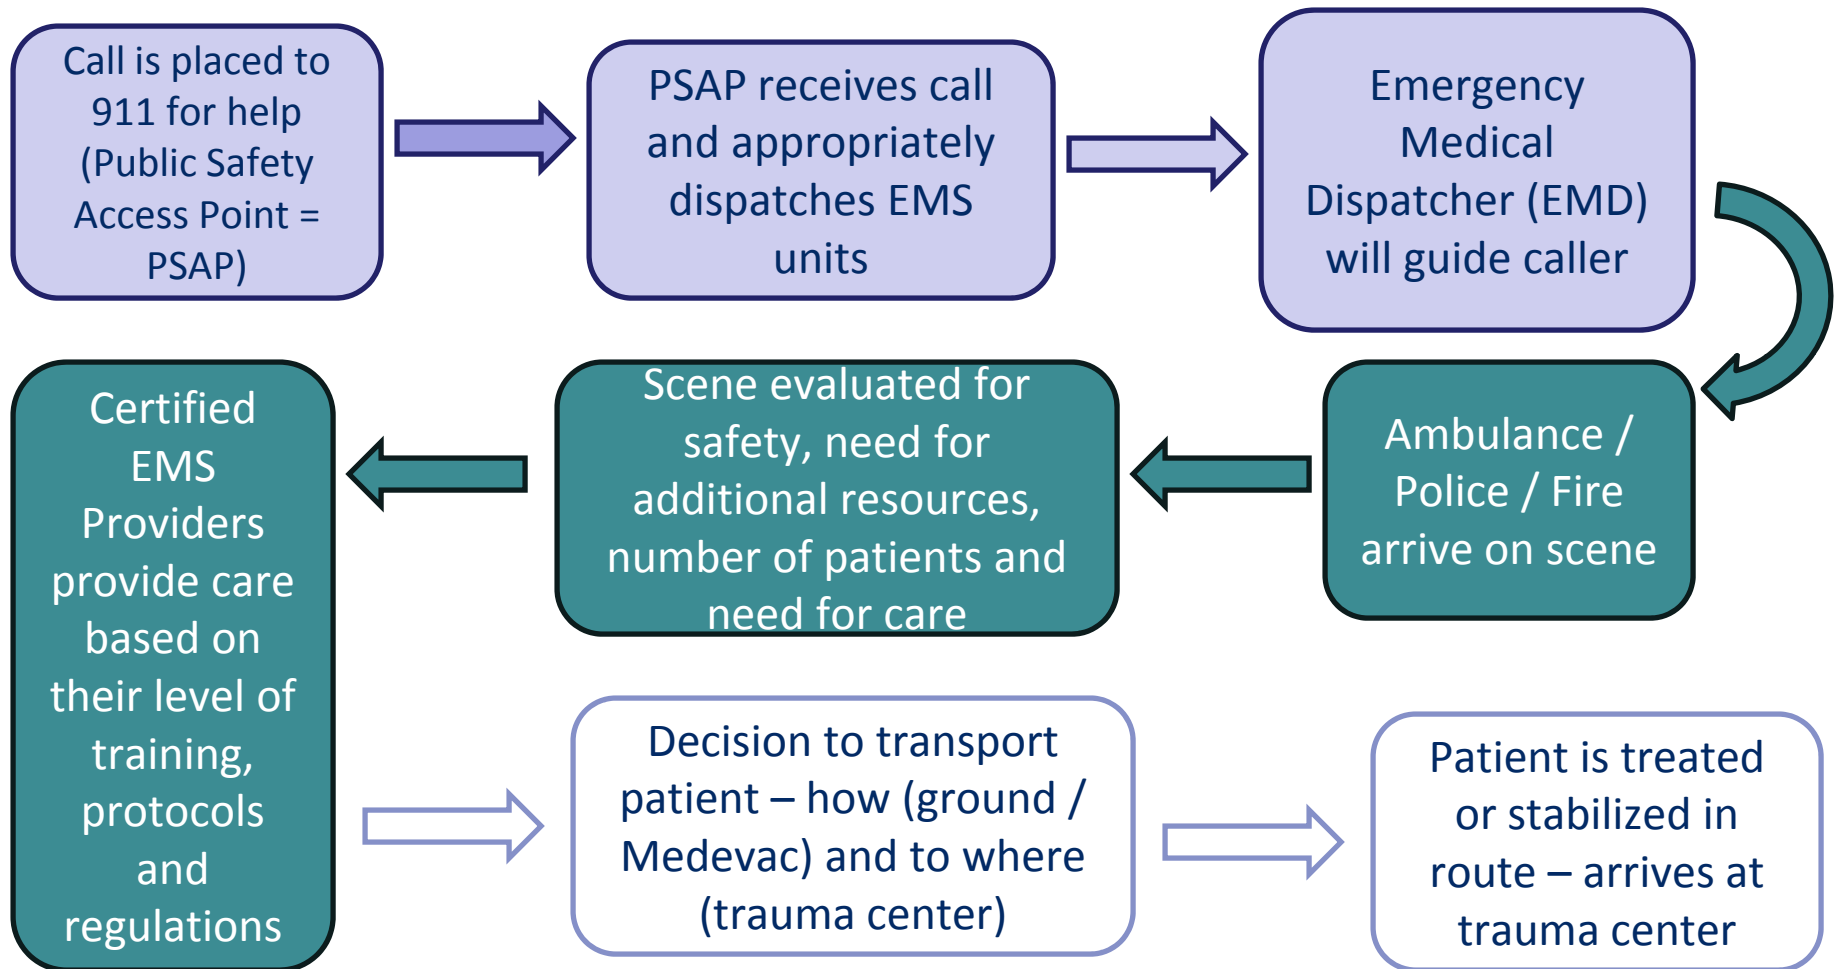 Call is placed to
911 for help
(Public Safety
Access Point =
PSAP)
PSAP receives call
and appropriately
dispatches EMS
units
Emergency
Medical
Dispatcher (EMD)
will guide caller
Ambulance /
Police / Fire
arrive on scene
Scene evaluated for
safety, need for
additional resources,
number of patients and
need for care
Certified
EMS
Providers
provide care
based on
their level of
training,
protocols
and
regulations
Decision to transport
patient – how (ground /
Medevac) and to where
(trauma center)
Patient is treated
or stabilized in
route – arrives at
trauma center